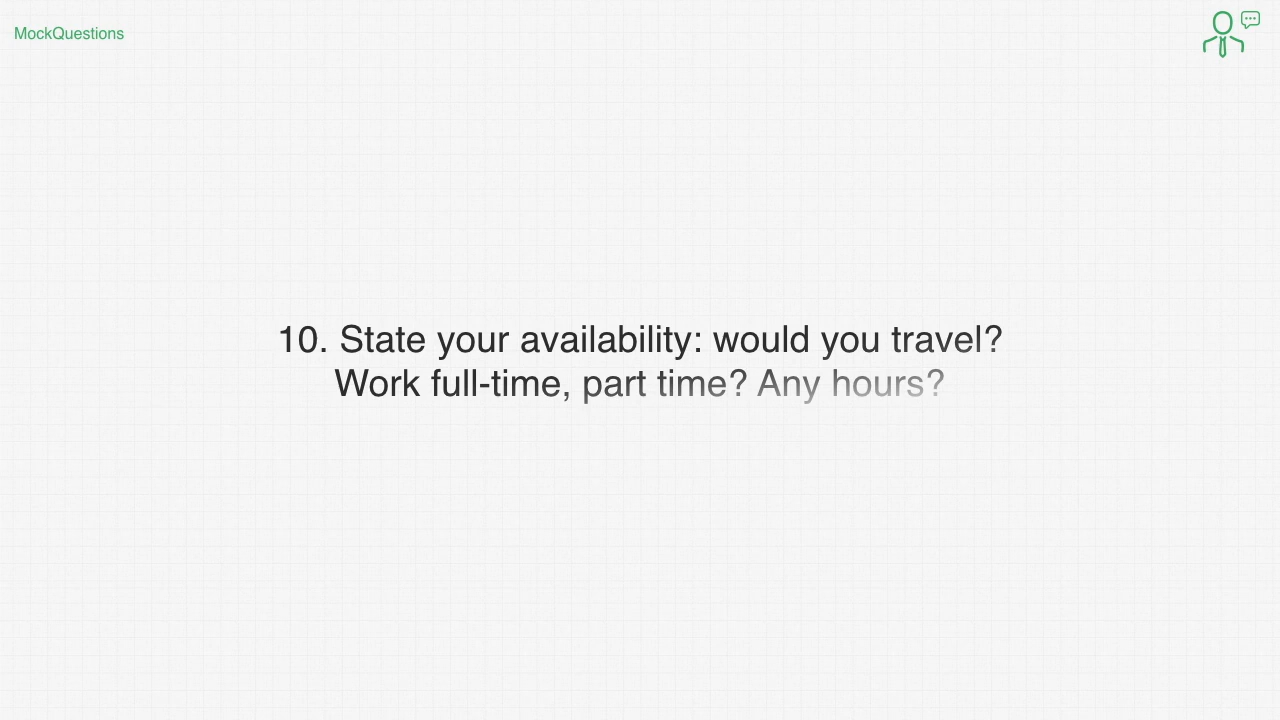 MockQuestions
10. State your availability: would you travel?
Work full-time, part time? Any hours?